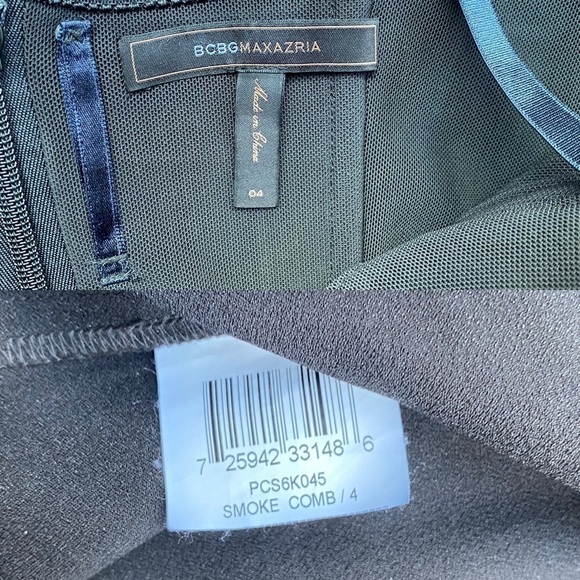 BCBGMAXAZRIA
Made in China
04
7 25942 33148 6
PCS6K045
SMOKE COMB / 4